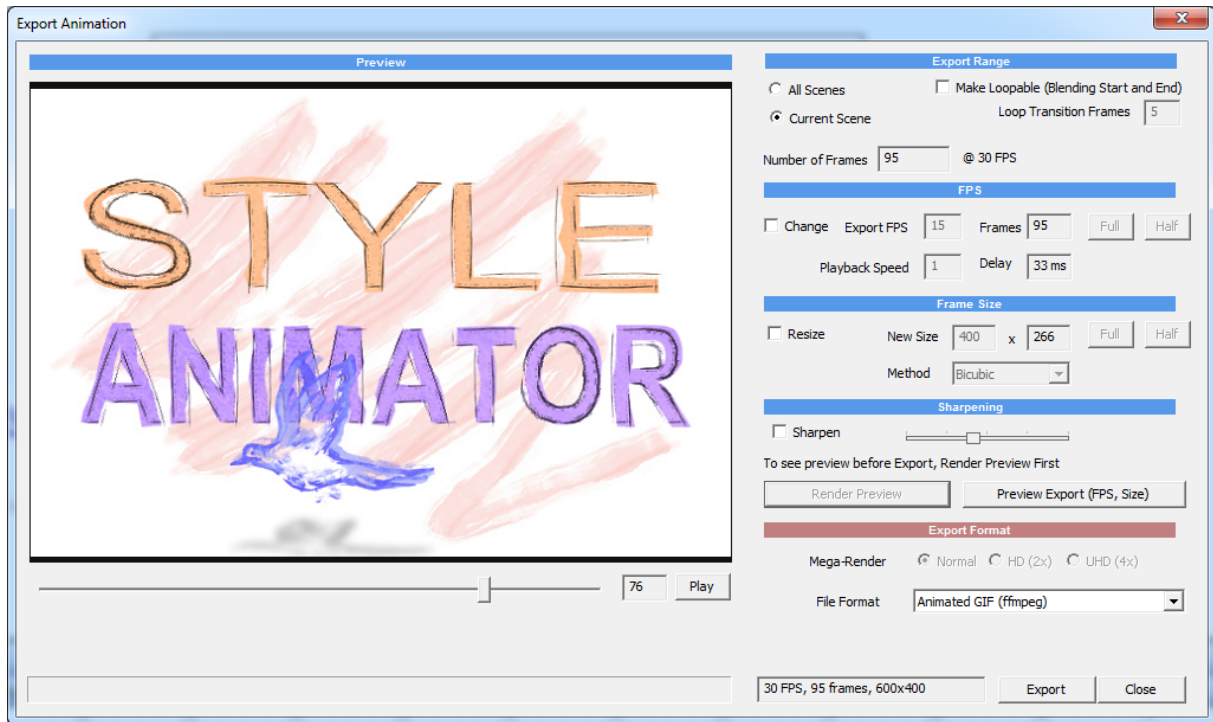 Export Animation
Preview
STYLE
ANIMATOR
76 Play
Export Range
All Scenes Make Loopable (Blending Start and End)
Current Scene Loop Transition Frames 5
Number of Frames 95 @ 30 FPS
FPS
Change Export FPS 15 Frames 95 Full Half
Playback Speed 1 Delay 33 ms
Frame Size
Resize New Size 400 x 266 Full Half
Method Bicubic
Sharpening
Sharpen
To see preview before Export, Render Preview First
Render Preview Preview Export (FPS, Size)
Export Format
Mega-Render Normal HD (2x) UHD (4x)
File Format Animated GIF (ffmpeg)
30 FPS, 95 frames, 600x400 Export Close